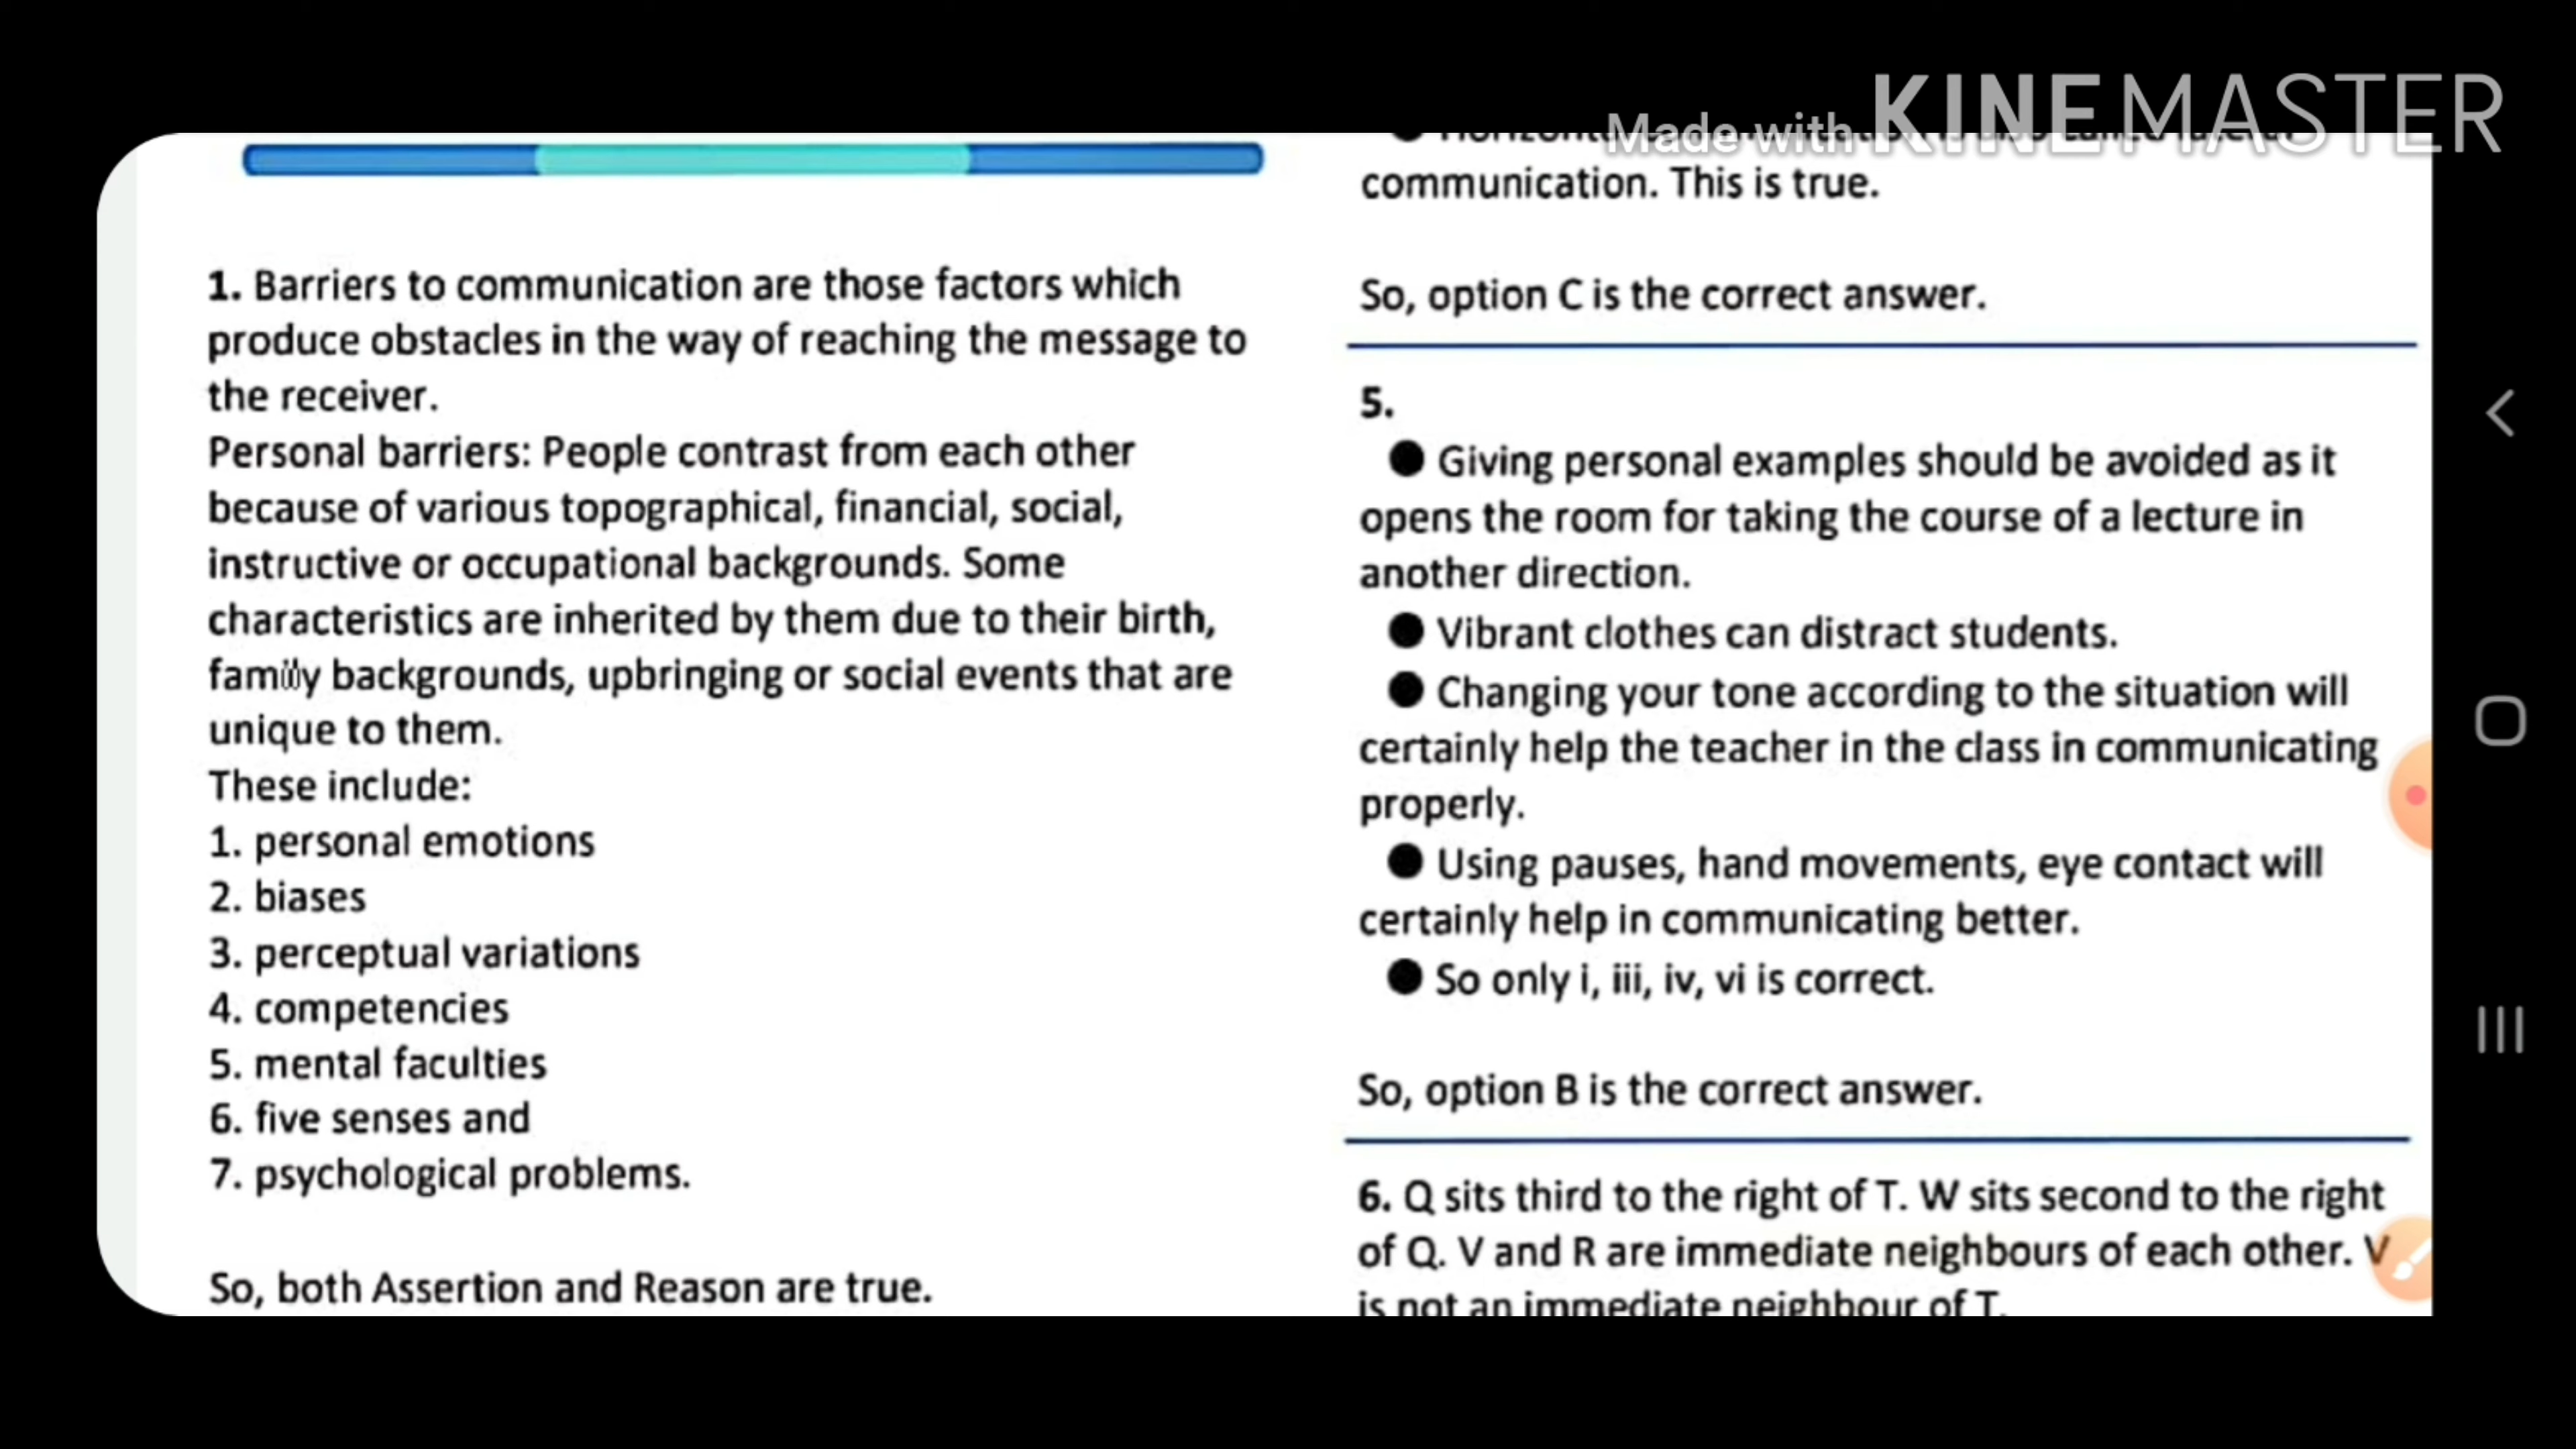 Made with KINEMASTER
1. Barriers to communication are those factors which
produce obstacles in the way of reaching the message to
the receiver.
Personal barriers: People contrast from each other
because of various topographical, financial, social,
instructive or occupational backgrounds. Some
characteristics are inherited by them due to their birth,
family backgrounds, upbringing or social events that are
unique to them.
These include:
1. personal emotions
2. biases
3. perceptual variations
4. competencies
5. mental faculties
6. five senses and
7. psychological problems.
So, both Assertion and Reason are true.
communication. This is true.
So, option C is the correct answer.
5.
● Giving personal examples should be avoided as it
opens the room for taking the course of a lecture in
another direction.
● Vibrant clothes can distract students.
● Changing your tone according to the situation will
certainly help the teacher in the class in communicating
properly.
● Using pauses, hand movements, eye contact will
certainly help in communicating better.
● So only i, iii, iv, vi is correct.
So, option B is the correct answer.
6. Q sits third to the right of T. W sits second to the right
of Q. V and R are immediate neighbours of each other. V
is not an immediate neighbour of T.